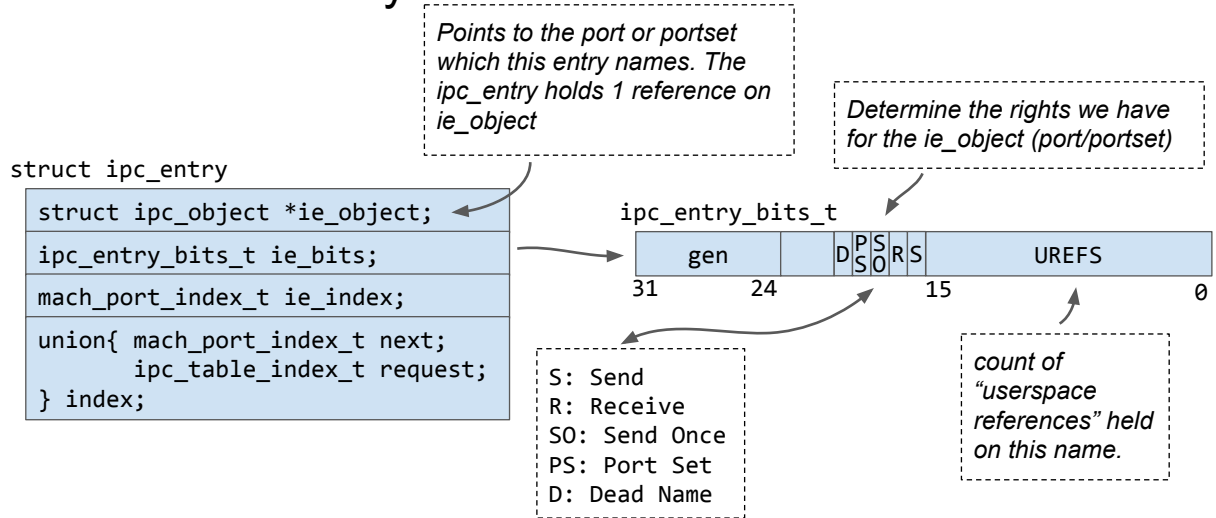 Points to the port or portset
which this entry names. The
ipc_entry holds 1 reference on
ie_object
Determine the rights we have
for the ie_object (port/portset)
struct ipc_entry
struct ipc_object *ie_object;
ipc_entry_bits_t ie_bits;
mach_port_index_t ie_index;
union{ mach_port_index_t next;
ipc_table_index_t request;
} index;
ipc_entry_bits_t
gen D PS SO R S UREFS
31 24 15 0
S: Send
R: Receive
SO: Send Once
PS: Port Set
D: Dead Name
count of
“userspace
references” held
on this name.